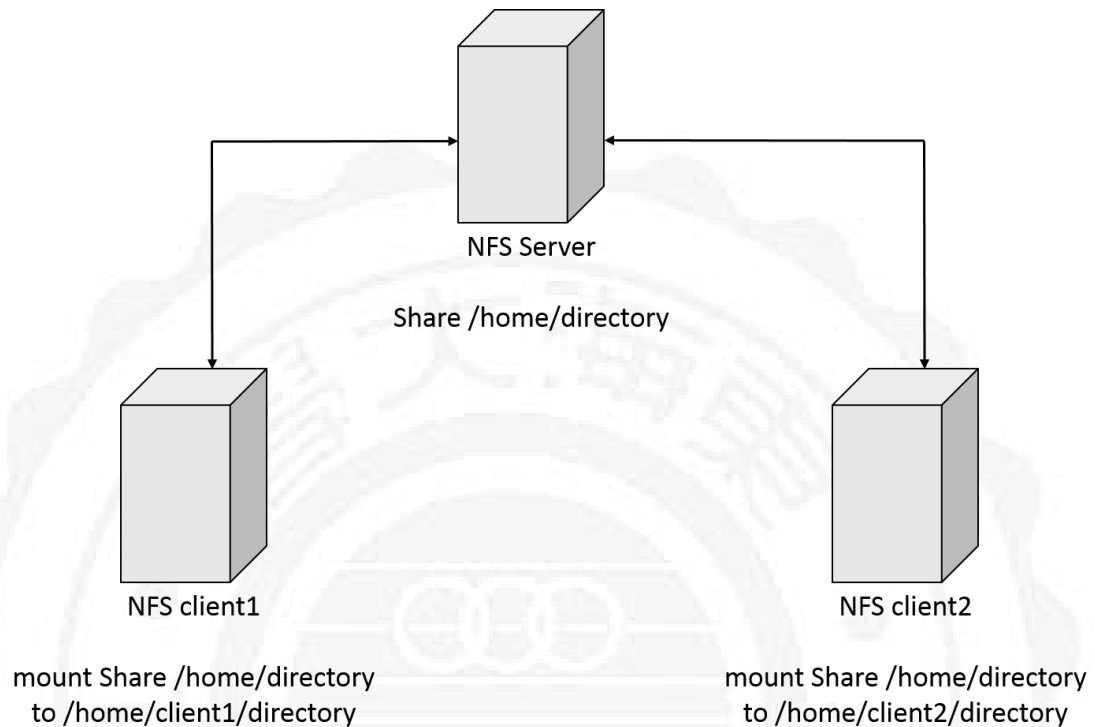 NFS Server
Share /home/directory
NFS client1
NFS client2
mount Share /home/directory
to /home/client1/directory
mount Share /home/directory
to /home/client2/directory